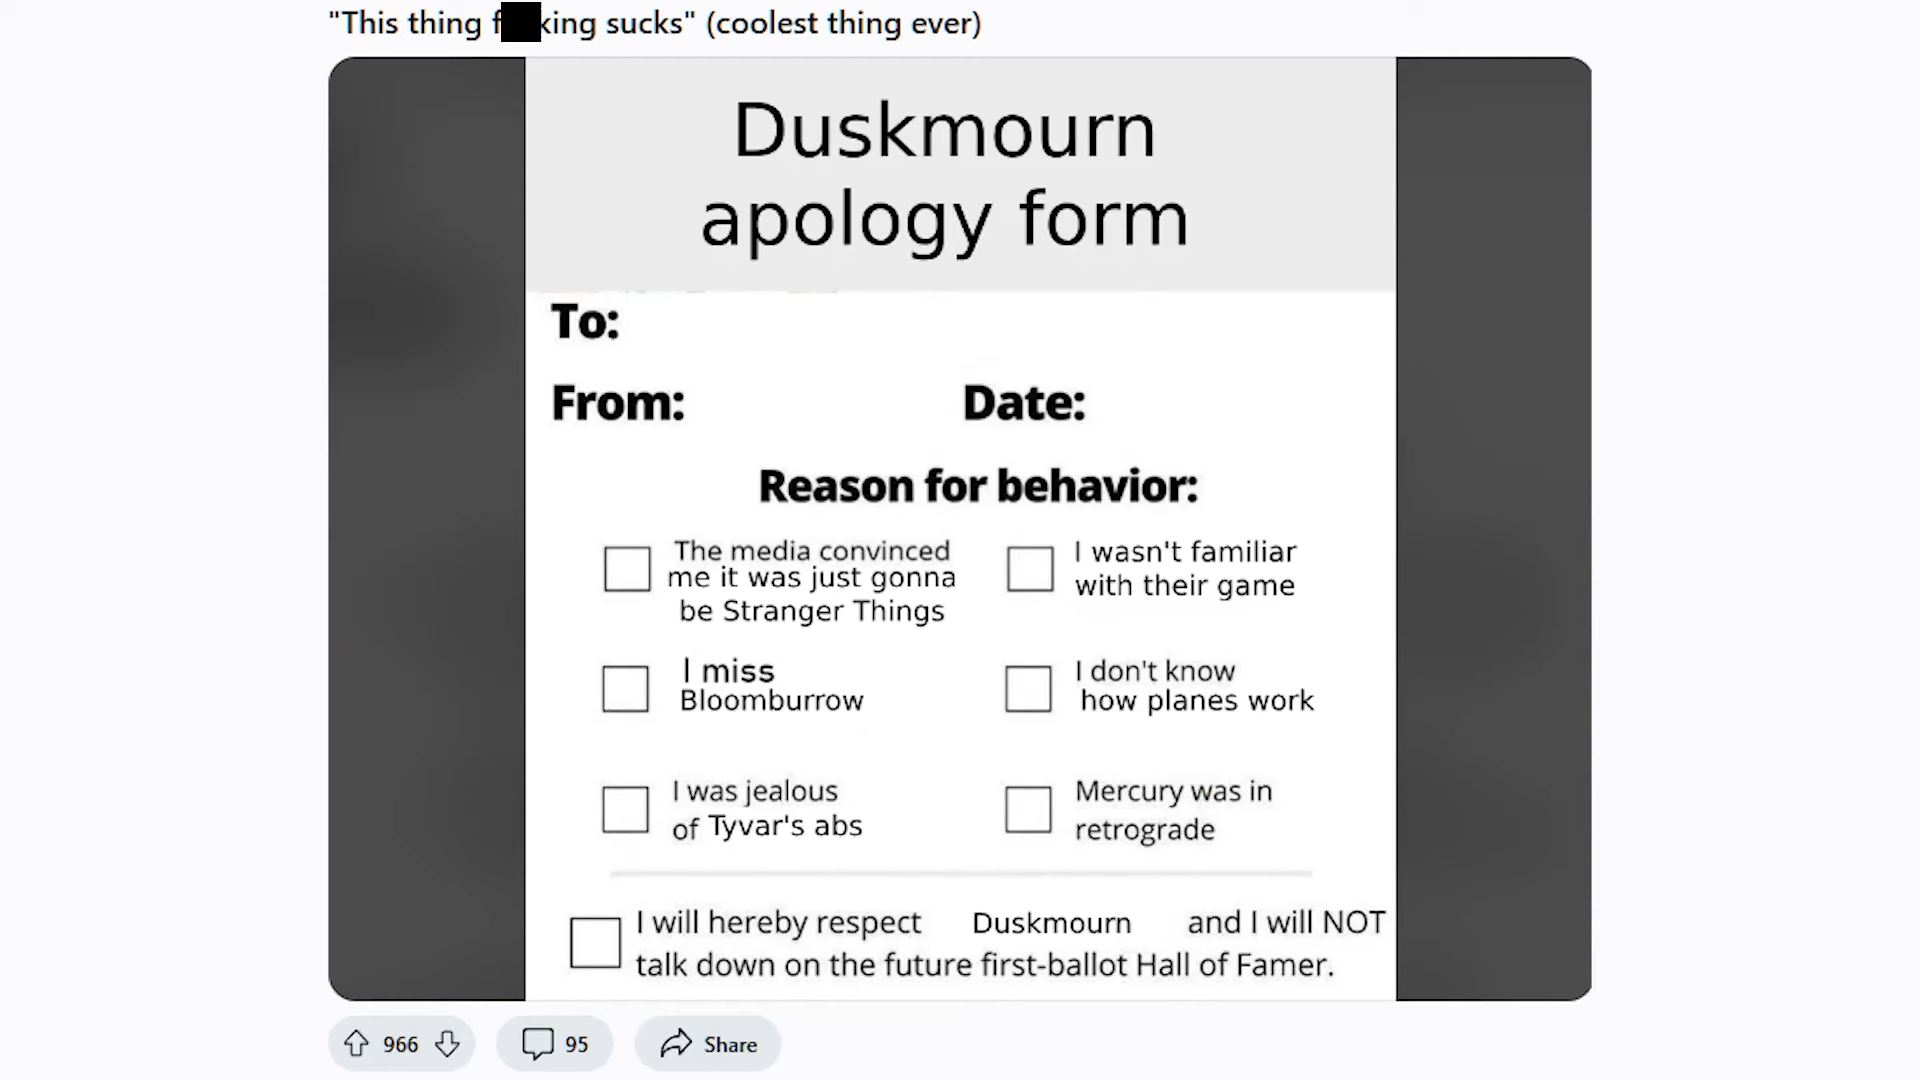 "This thing f king sucks" (coolest thing ever)
Duskmourn
apology form
To:
From: Date:
Reason for behavior:
The media convinced
me it was just gonna
be Stranger Things
I wasn't familiar
with their game
I miss
Bloomburrow
I don't know
how planes work
I was jealous
of Tyvar's abs
Mercury was in
retrograde
I will hereby respect Duskmourn and I will NOT
talk down on the future first-ballot Hall of Famer.
966 95 Share